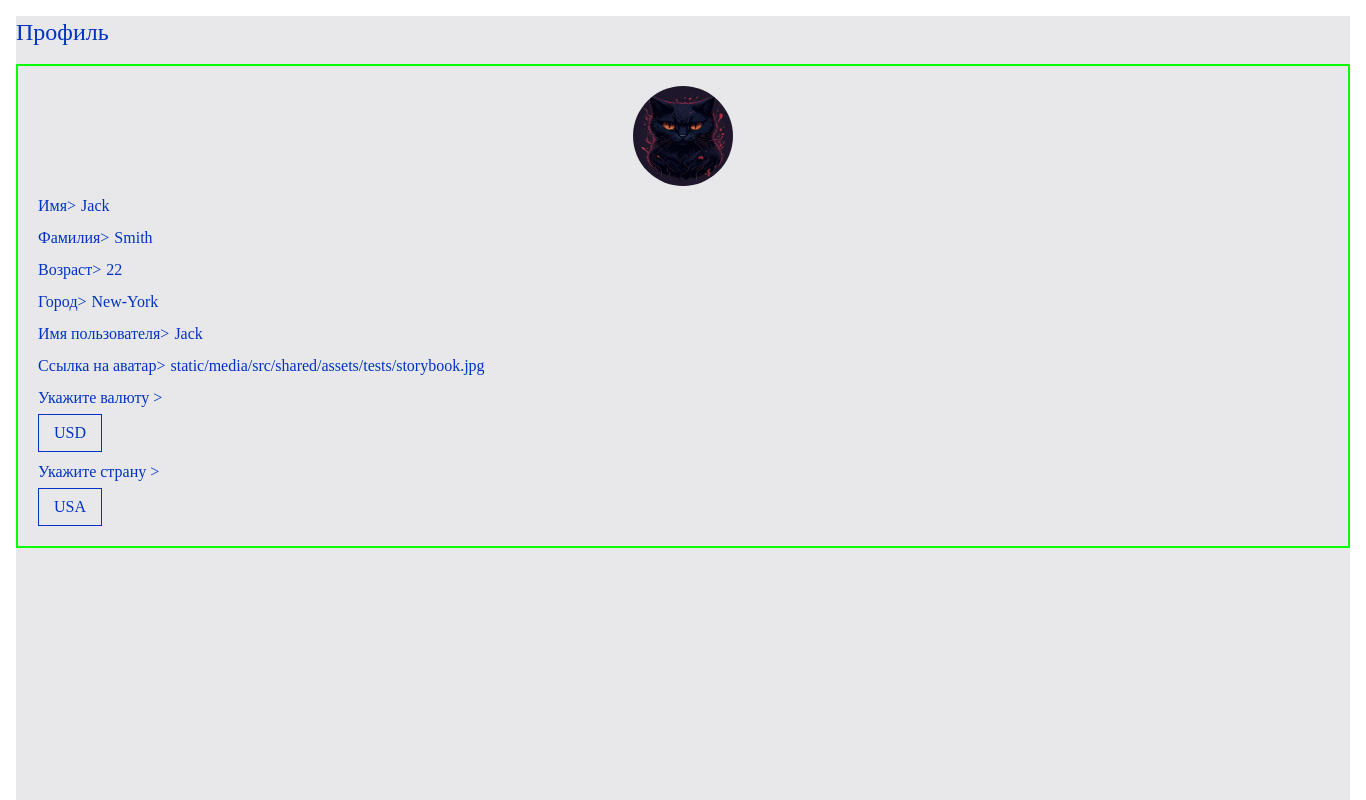 Профиль
Имя> Jack
Фамилия> Smith
Возраст> 22
Город> New-York
Имя пользователя> Jack
Ссылка на аватар> static/media/src/shared/assets/tests/storybook.jpg
Укажите валюту >
USD
Укажите страну >
USA